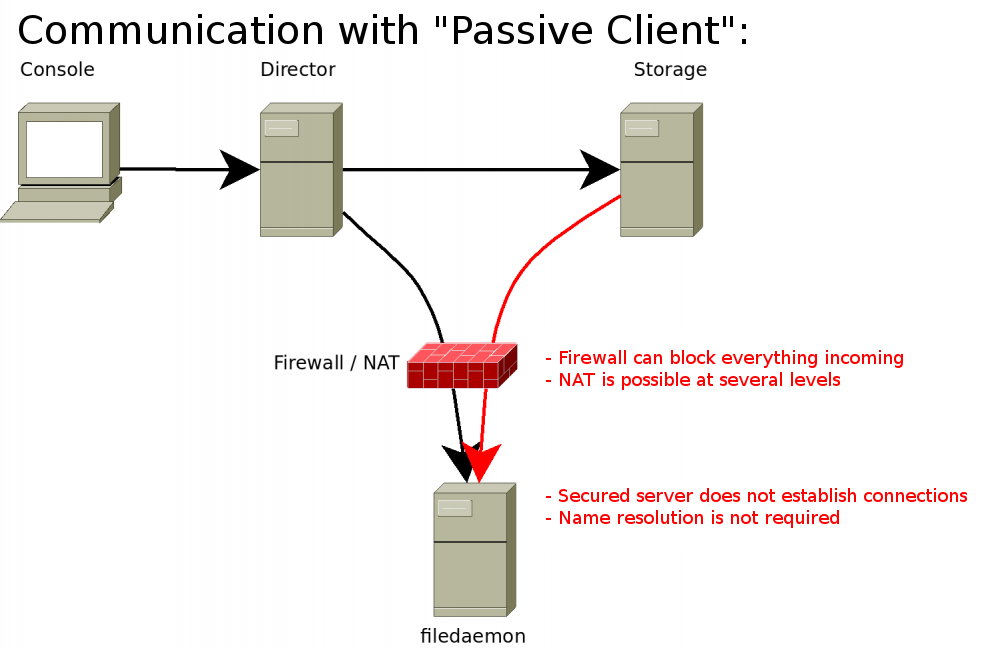 Communication with "Passive Client":
Console
Director
Storage
Firewall / NAT
- Firewall can block everything incoming
- NAT is possible at several levels
- Secured server does not establish connections
- Name resolution is not required
filedaemon